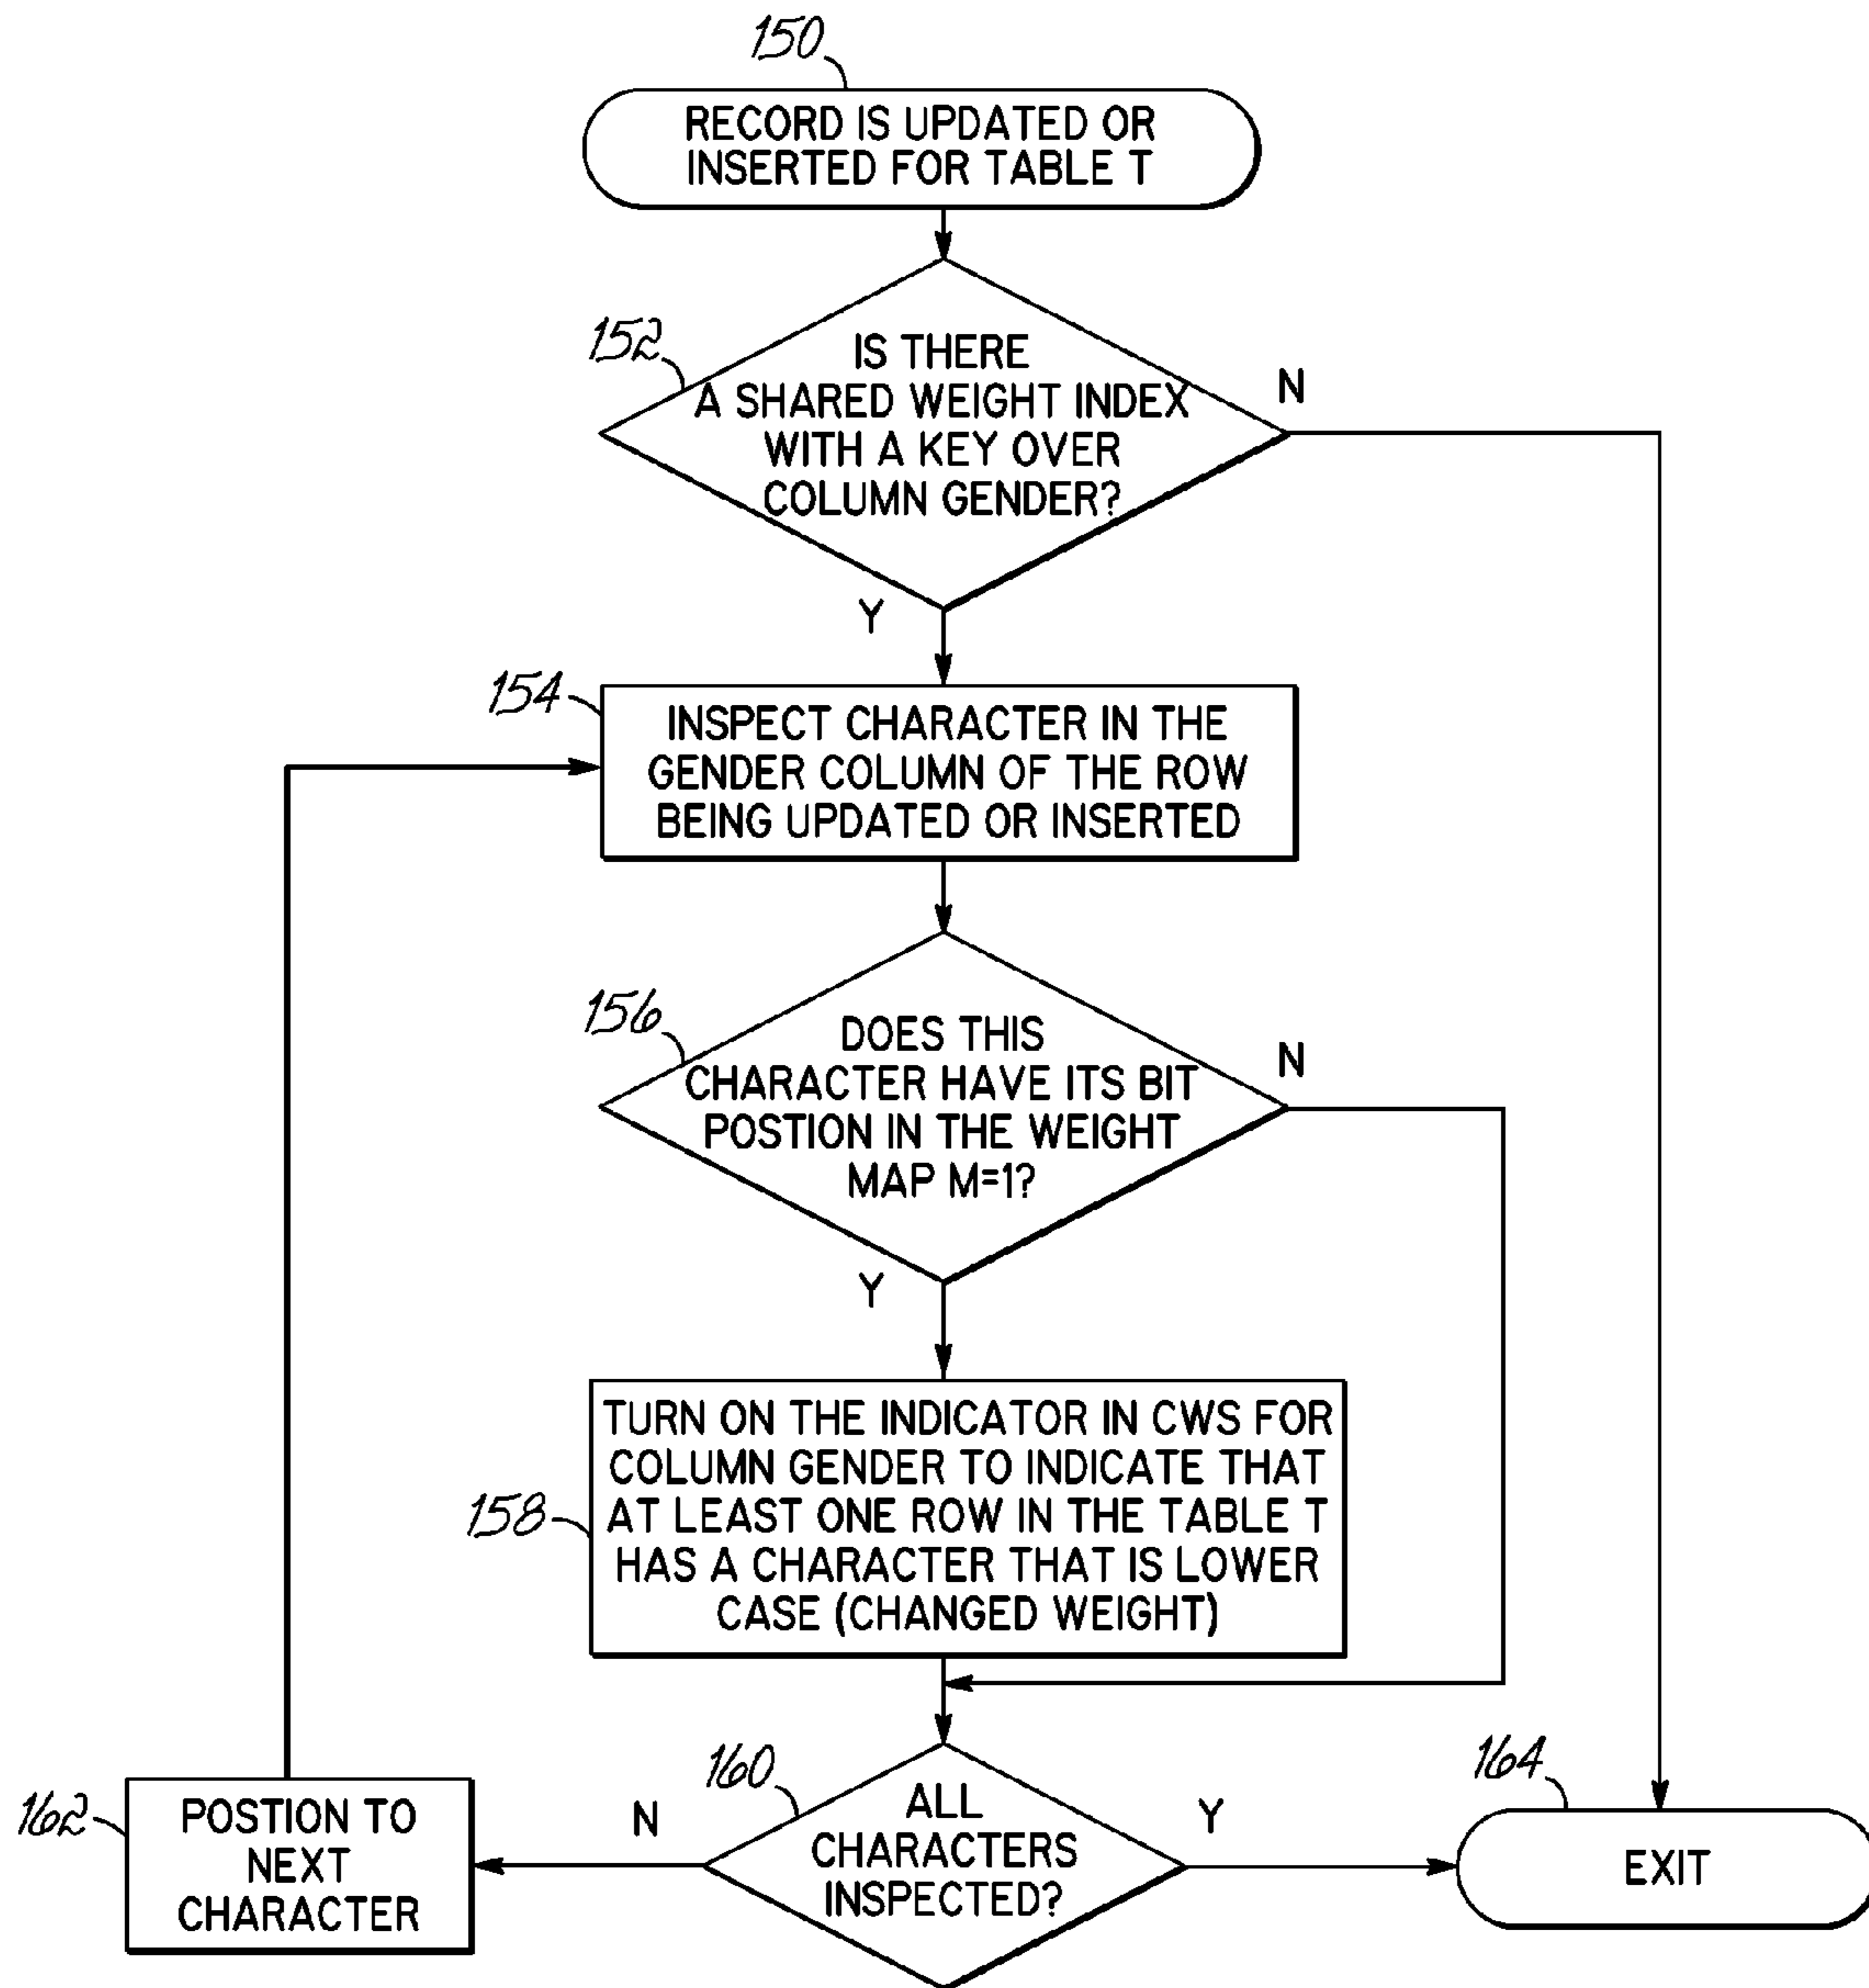 150
RECORD IS UPDATED OR
INSERTED FOR TABLE T
152
IS THERE
A SHARED WEIGHT INDEX
WITH A KEY OVER
COLUMN GENDER?
N
Y
154
INSPECT CHARACTER IN THE
GENDER COLUMN OF THE ROW
BEING UPDATED OR INSERTED
156
DOES THIS
CHARACTER HAVE ITS BIT
POSTION IN THE WEIGHT
MAP M=1?
N
Y
158
TURN ON THE INDICATOR IN CWS FOR
COLUMN GENDER TO INDICATE THAT
AT LEAST ONE ROW IN THE TABLE T
HAS A CHARACTER THAT IS LOWER
CASE (CHANGED WEIGHT)
160
ALL
CHARACTERS
INSPECTED?
N
Y
162
POSTION TO
NEXT
CHARACTER
164
EXIT